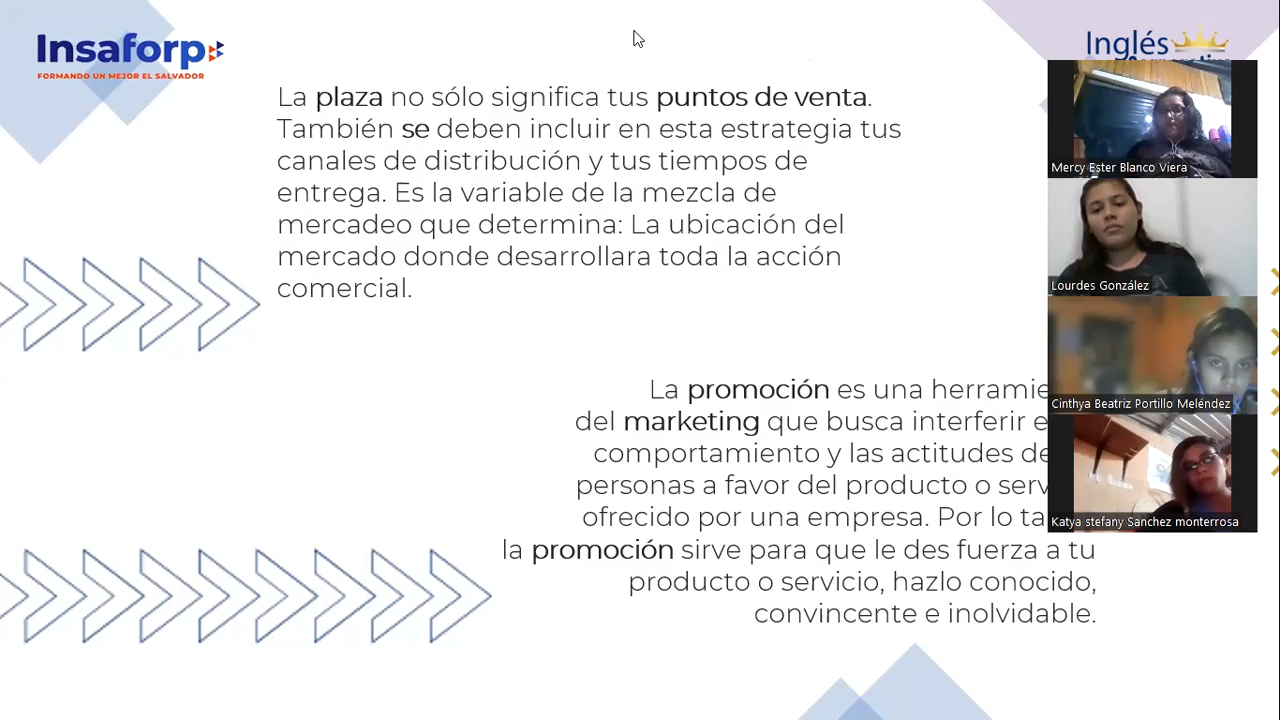 Insaforp
FORMANDO UN MEJOR EL SALVADOR
Inglés
La plaza no sólo significa tus puntos de venta.
También se deben incluir en esta estrategia tus
canales de distribución y tus tiempos de
entrega. Es la variable de la mezcla de
mercadeo que determina: La ubicación del
mercado donde desarrollara toda la acción
comercial.
La promoción es una
del marketing que busca interferir
comportamiento y las actitudes
personas a favor del producto o
ofrecido por una empresa. Por lo
la promoción sirve para que le des fuerza a tu
producto o servicio, hazlo conocido,
convincente e inolvidable.
Mercy Ester Blanco Viera
Lourdes González
Cinthya Beatriz Portillo Meléndez
Katya stefany Sanchez monterrosa